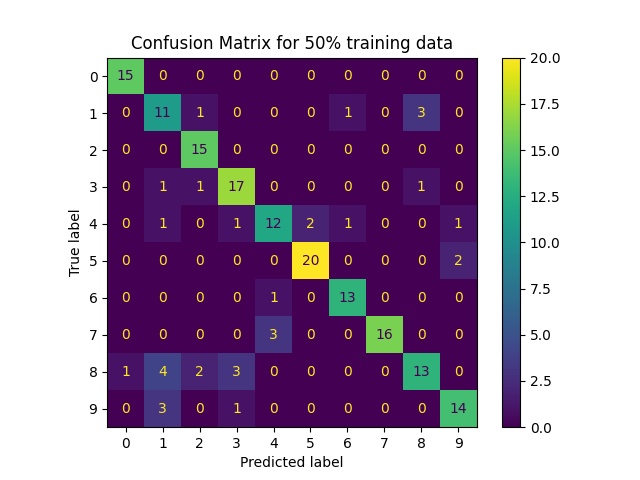 Confusion Matrix for 50% training data
0 15 0 0 0 0 0 0 0 0 0
1 0 11 1 0 0 0 1 0 3 0
2 0 0 15 0 0 0 0 0 0 0
3 0 1 1 17 0 0 0 0 1 0
4 0 1 0 1 12 2 1 0 0 1
5 0 0 0 0 0 20 0 0 0 2
6 0 0 0 0 1 0 13 0 0 0
7 0 0 0 0 3 0 0 16 0 0
8 1 4 2 3 0 0 0 0 13 0
9 0 3 0 1 0 0 0 0 0 14
0 1 2 3 4 5 6 7 8 9
Predicted label
True label
20.0
17.5
15.0
12.5
10.0
7.5
5.0
2.5
0.0